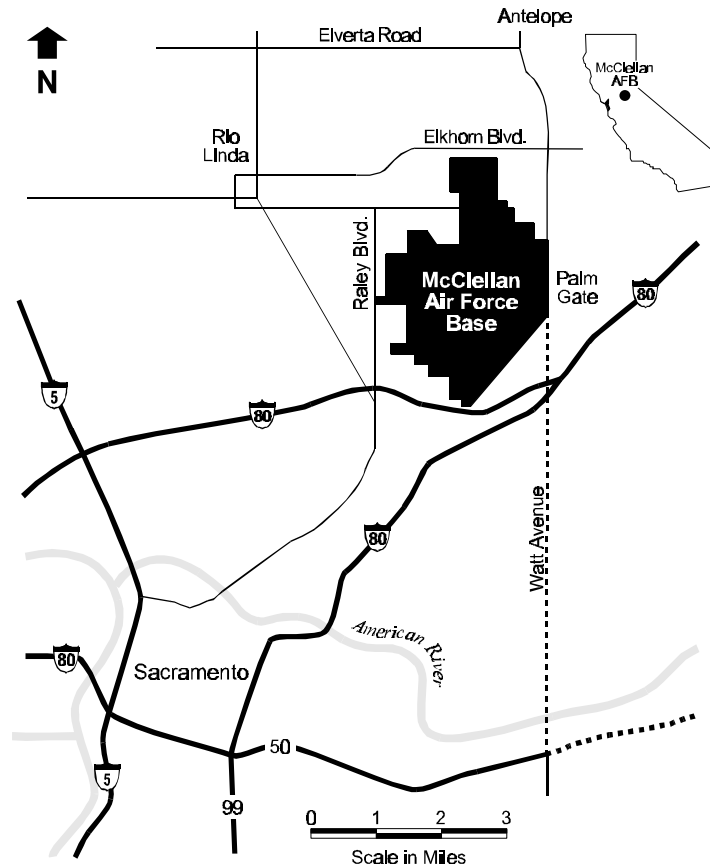 Antelope
Elverta Road
N
McClellan
AFB
Rio
Linda
Elkhorn Blvd.
Raley Blvd.
McClellan
Air Force
Base
Palm
Gate
80
5
80
80
Watt Avenue
American River
80
Sacramento
50
5
99
0 1 2 3
Scale in Miles